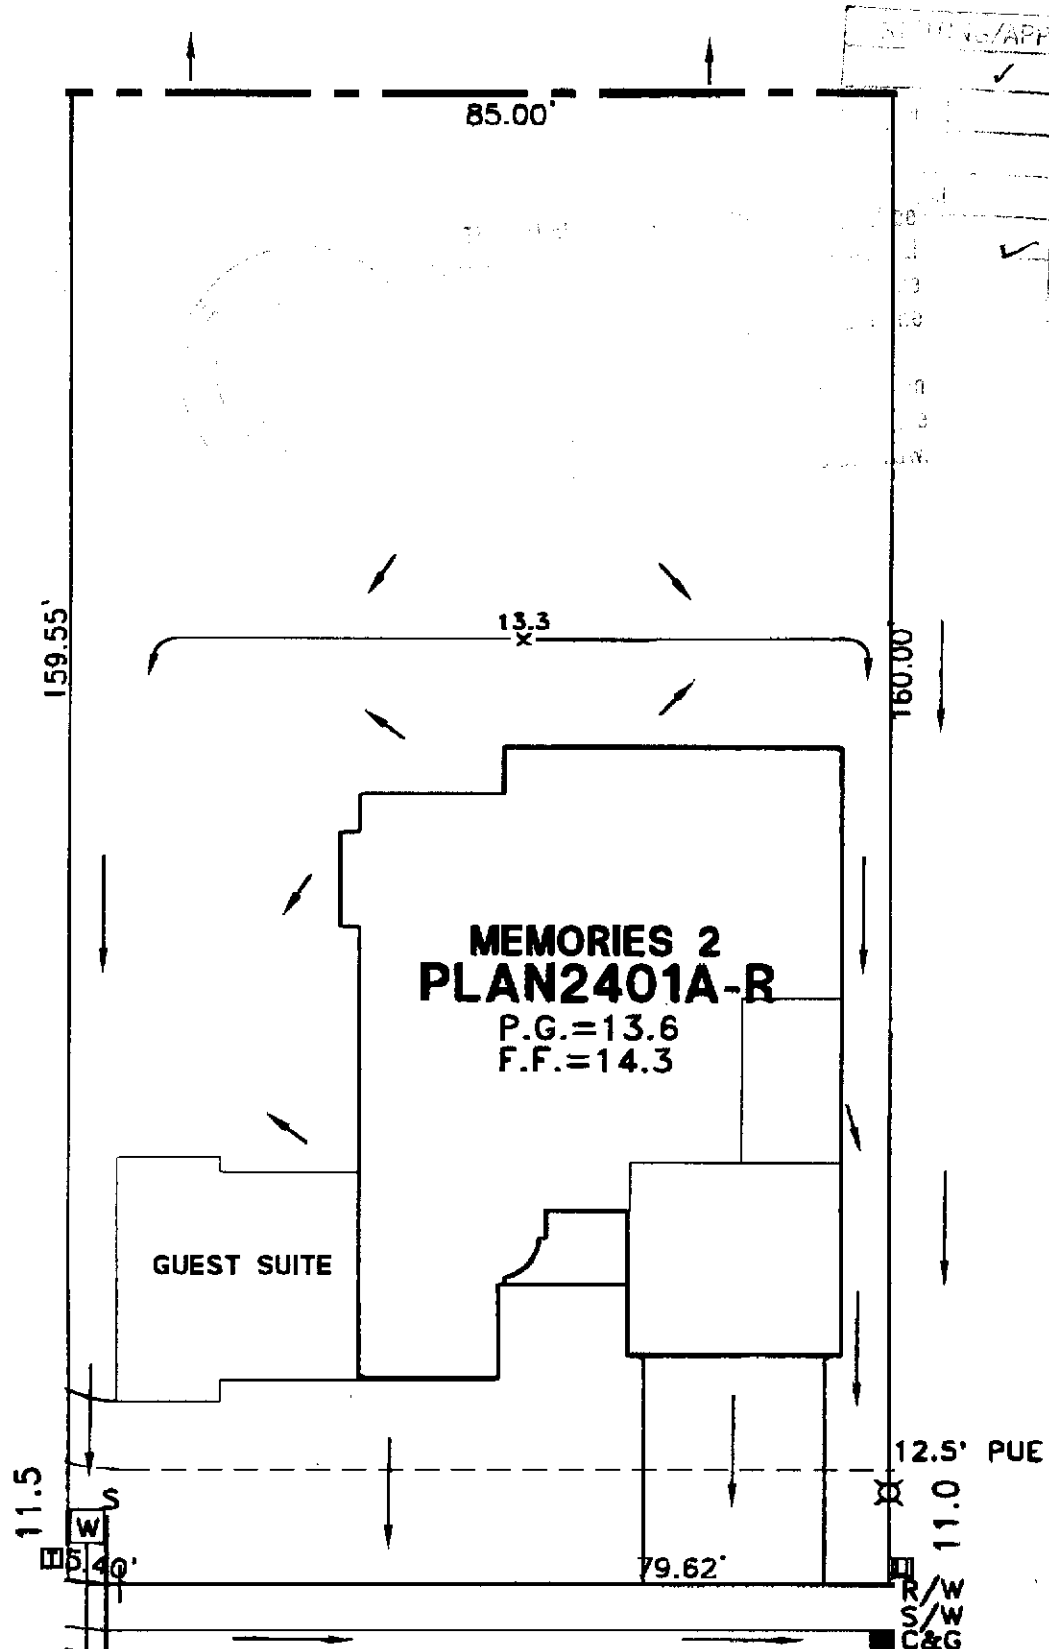 85.00'
159.55'
13.3
160.00'
MEMORIES 2
PLAN2401A-R
P.G.=13.6
F.F.=14.3
GUEST SUITE
12.5' PUE
11.5
S
W
11.0
5.40'
79.62'
R/W
S/W
C&G